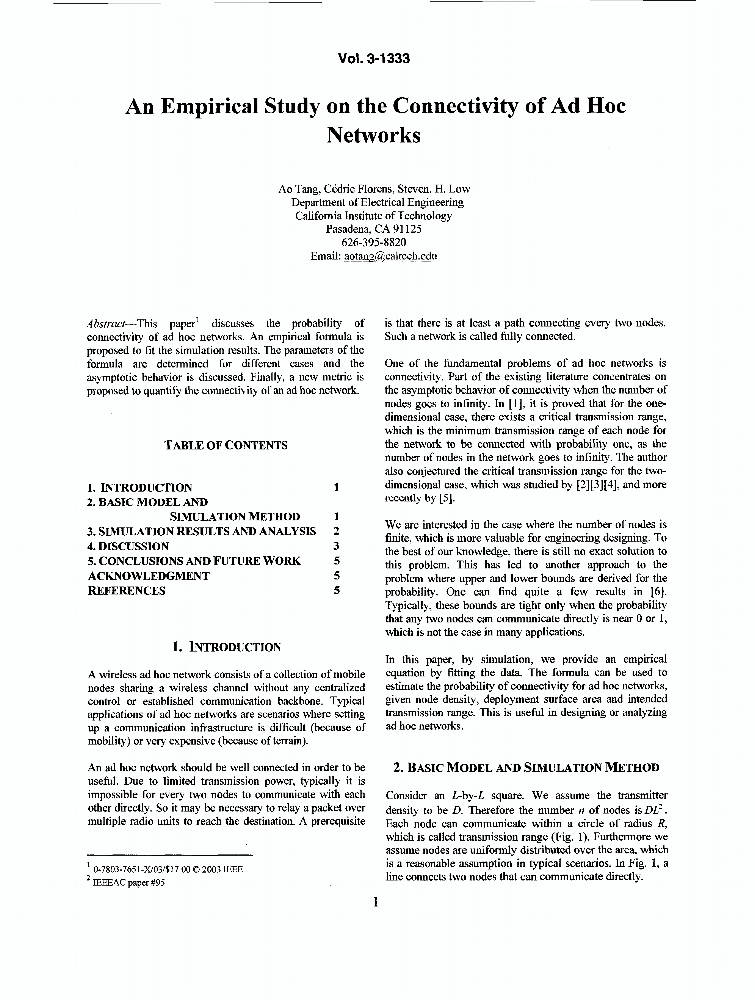 Vol. 3-1333
An Empirical Study on the Connectivity of Ad Hoc
Networks
Ao Tang, Cédric Florens, Steven. H. Low
Department of Electrical Engineering
California Institute of Technology
Pasadena, CA 91125
626-395-8820
Email: aotang@caltech.edu
Abstract—This paper¹ discusses the probability of
connectivity of ad hoc networks. An empirical formula is
proposed to fit the simulation results. The parameters of the
formula are determined for different cases and the
asymptotic behavior is discussed. Finally, a new metric is
proposed to quantify the connectivity of an ad hoc network.
TABLE OF CONTENTS
1. INTRODUCTION 1
2. BASIC MODEL AND
SIMULATION METHOD 1
3. SIMULATION RESULTS AND ANALYSIS 2
4. DISCUSSION 3
5. CONCLUSIONS AND FUTURE WORK 5
ACKNOWLEDGMENT 5
REFERENCES 5
1. INTRODUCTION
A wireless ad hoc network consists of a collection of mobile
nodes sharing a wireless channel without any centralized
control or established communication backbone. Typical
applications of ad hoc networks are scenarios where setting
up a communication infrastructure is difficult (because of
mobility) or very expensive (because of terrain).
An ad hoc network should be well connected in order to be
useful. Due to limited transmission power, typically it is
impossible for every two nodes to communicate with each
other directly. So it may be necessary to relay a packet over
multiple radio units to reach the destination. A prerequisite
¹ 0-7803-7651-X/03/$17.00 © 2003 IEEE
² IEEEAC paper #95
is that there is at least a path connecting every two nodes.
Such a network is called fully connected.
One of the fundamental problems of ad hoc networks is
connectivity. Part of the existing literature concentrates on
the asymptotic behavior of connectivity when the number of
nodes goes to infinity. In [1], it is proved that for the one-
dimensional case, there exists a critical transmission range,
which is the minimum transmission range of each node for
the network to be connected with probability one, as the
number of nodes in the network goes to infinity. The author
also conjectured the critical transmission range for the two-
dimensional case, which was studied by [2][3][4], and more
recently by [5].
We are interested in the case where the number of nodes is
finite, which is more valuable for engineering designing. To
the best of our knowledge, there is still no exact solution to
this problem. This has led to another approach to the
problem where upper and lower bounds are derived for the
probability. One can find quite a few results in [6].
Typically, these bounds are tight only when the probability
that any two nodes can communicate directly is near 0 or 1,
which is not the case in many applications.
In this paper, by simulation, we provide an empirical
equation by fitting the data. The formula can be used to
estimate the probability of connectivity for ad hoc networks,
given node density, deployment surface area and intended
transmission range. This is useful in designing or analyzing
ad hoc networks.
2. BASIC MODEL AND SIMULATION METHOD
Consider an L-by-L square. We assume the transmitter
density to be D. Therefore the number n of nodes is DL².
Each node can communicate within a circle of radius R,
which is called transmission range (Fig. 1). Furthermore we
assume nodes are uniformly distributed over the area, which
is a reasonable assumption in typical scenarios. In Fig. 1, a
line connects two nodes that can communicate directly.
1